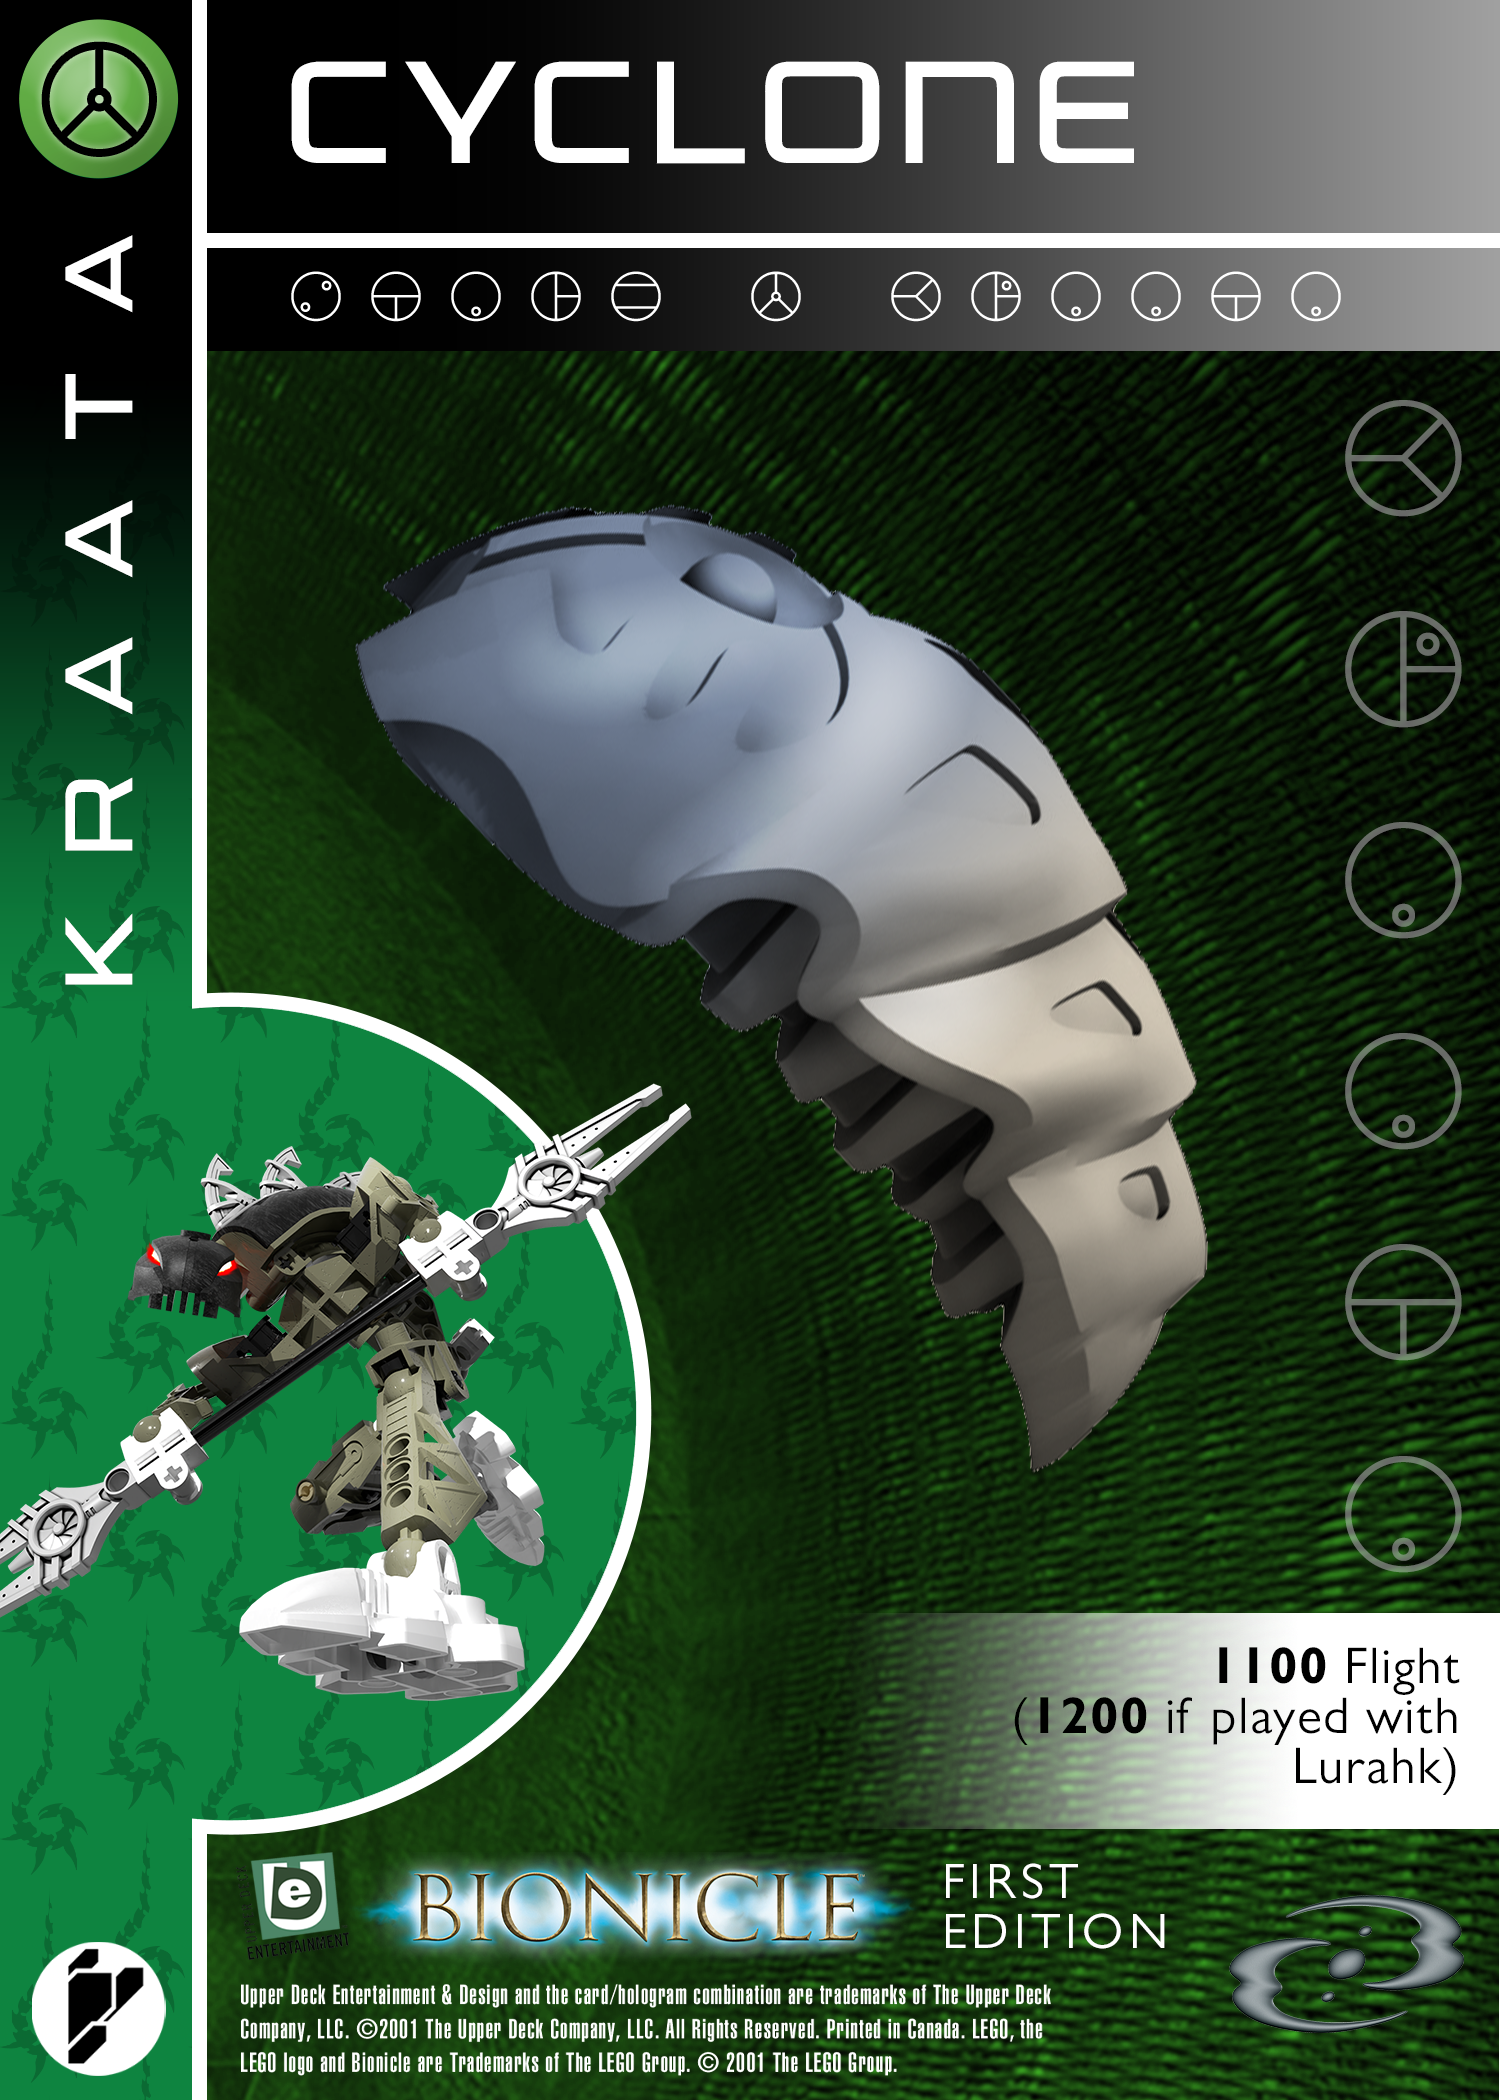 CYCLONE
KRAATA
1100 Flight
(1200 if played with
Lurahk)
e
ENTERTAINMENT
BIONICLE
FIRST
EDITION
Upper Deck Entertainment & Design and the card/hologram combination are trademarks of The Upper Deck
Company, LLC. ©2001 The Upper Deck Company, LLC. All Rights Reserved. Printed in Canada. LEGO, the
LEGO logo and Bionicle are Trademarks of The LEGO Group. © 2001 The LEGO Group.